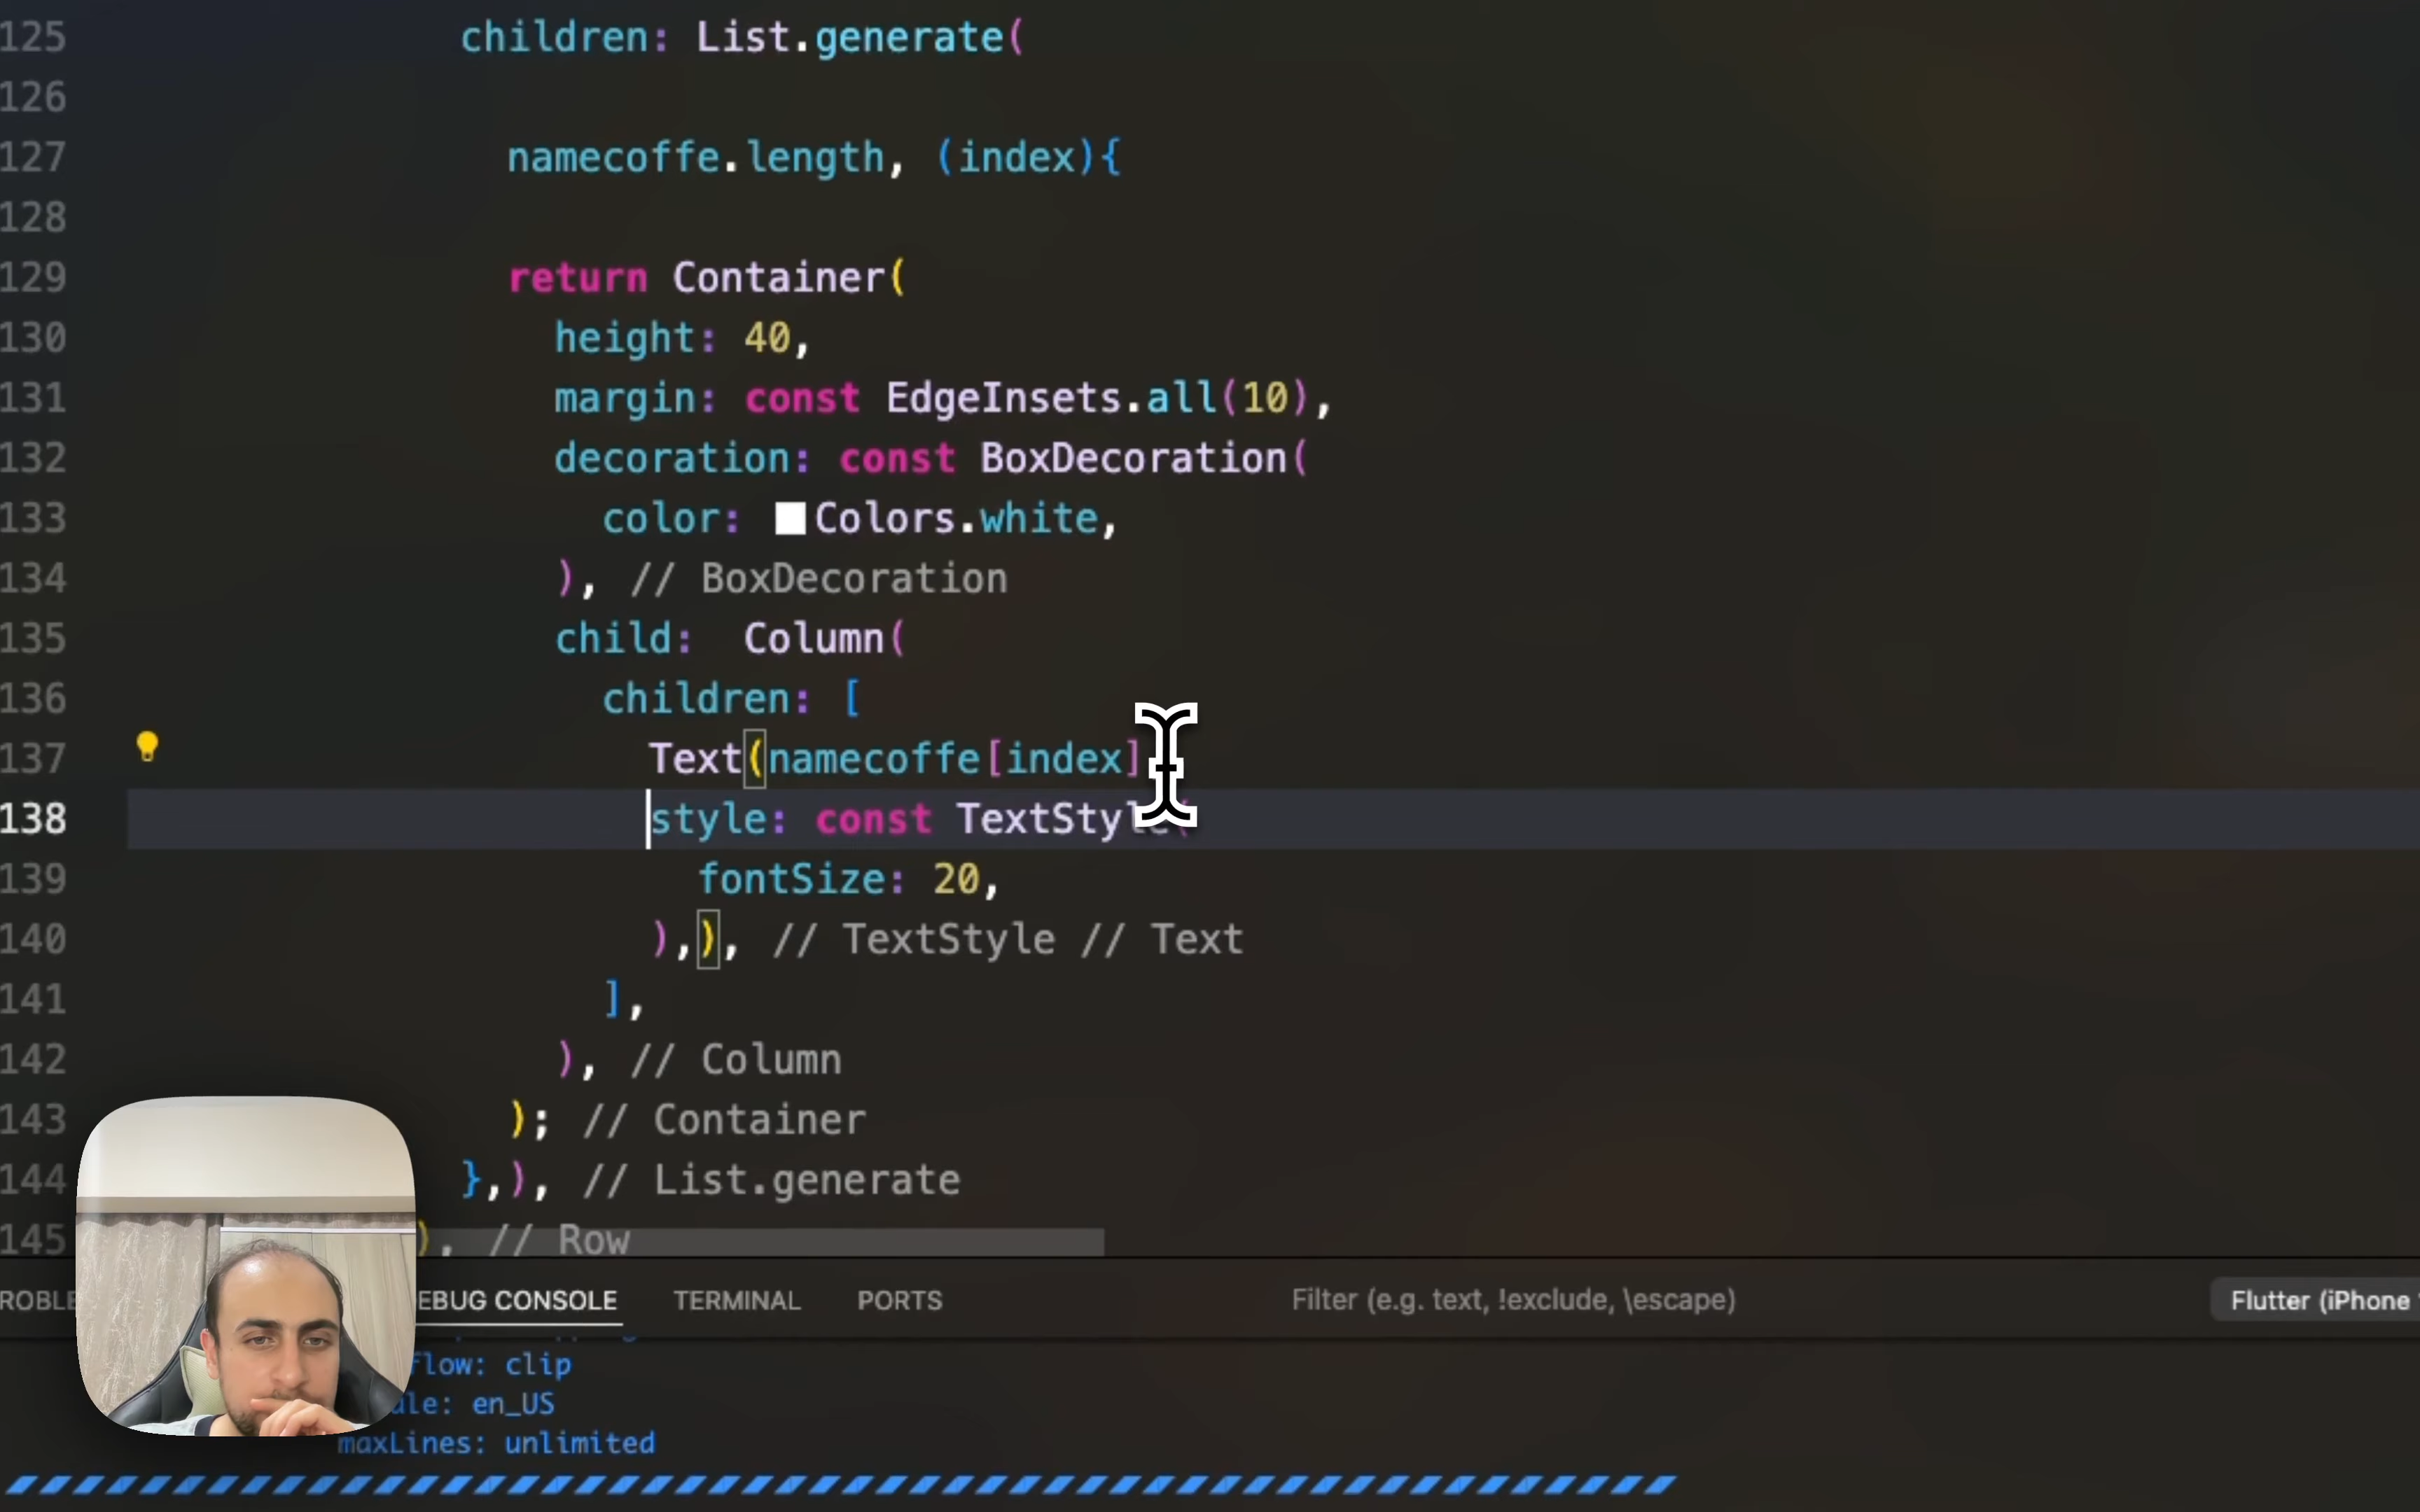 125 children: List.generate(
126
127 namecoffe.length, (index){
128
129 return Container(
130 height: 40,
131 margin: const EdgeInsets.all(10),
132 decoration: const BoxDecoration(
133 color: Colors.white,
134 ), // BoxDecoration
135 child:  Column(
136 children: [
137 Text(namecoffe[index]
138 style: const TextStyle(
139 fontSize: 20,
140 ),), // TextStyle // Text
141 ],
142 ), // Column
143 ); // Container
144 },), // List.generate
145 ), // Row
ROBLE EBUG CONSOLE TERMINAL PORTS Filter (e.g. text, !exclude, \escape) Flutter (iPhone
flow: clip
ale: en_US
maxLines: unlimited